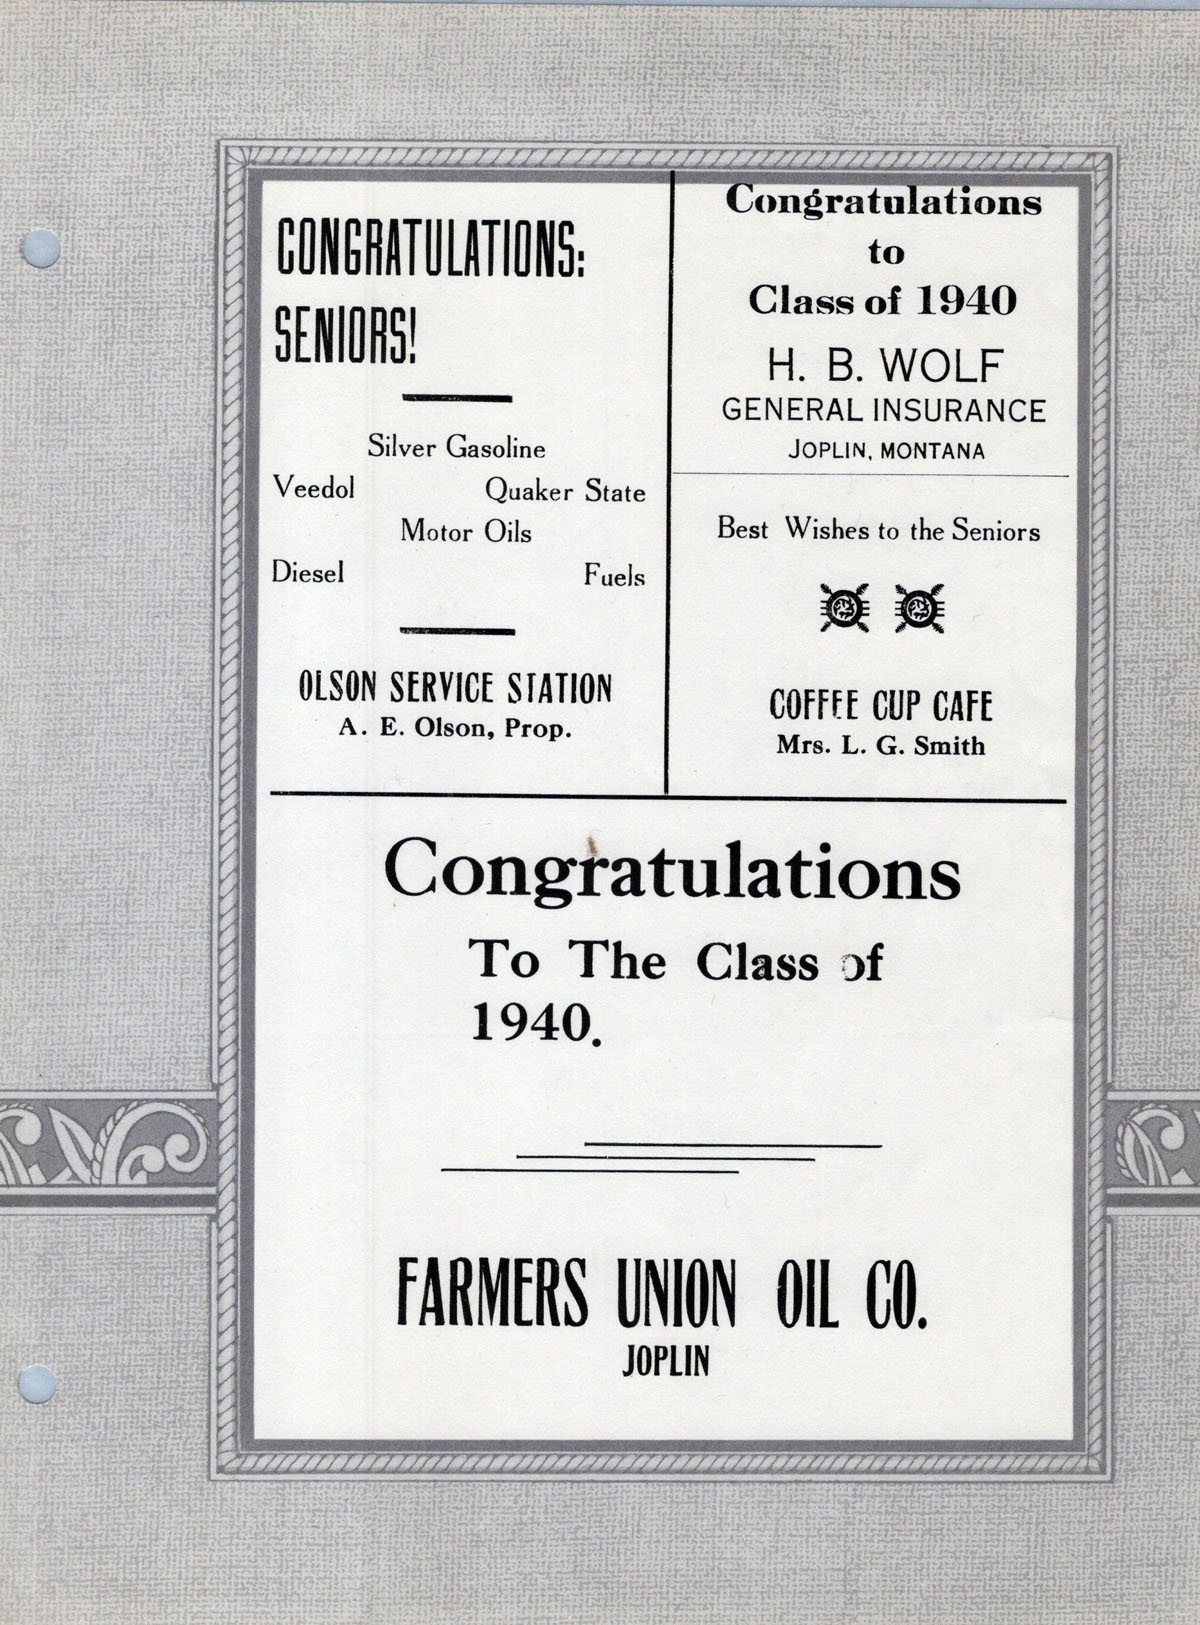 CONGRATULATIONS:
SENIORS!
Silver Gasoline
Veedol Quaker State
Motor Oils
Diesel Fuels
OLSON SERVICE STATION
A. E. Olson, Prop.
Congratulations
to
Class of 1940
H. B. WOLF
GENERAL INSURANCE
JOPLIN, MONTANA
Best Wishes to the Seniors
COFFEE CUP CAFE
Mrs. L. G. Smith
Congratulations
To The Class of
1940.
FARMERS UNION OIL CO.
JOPLIN